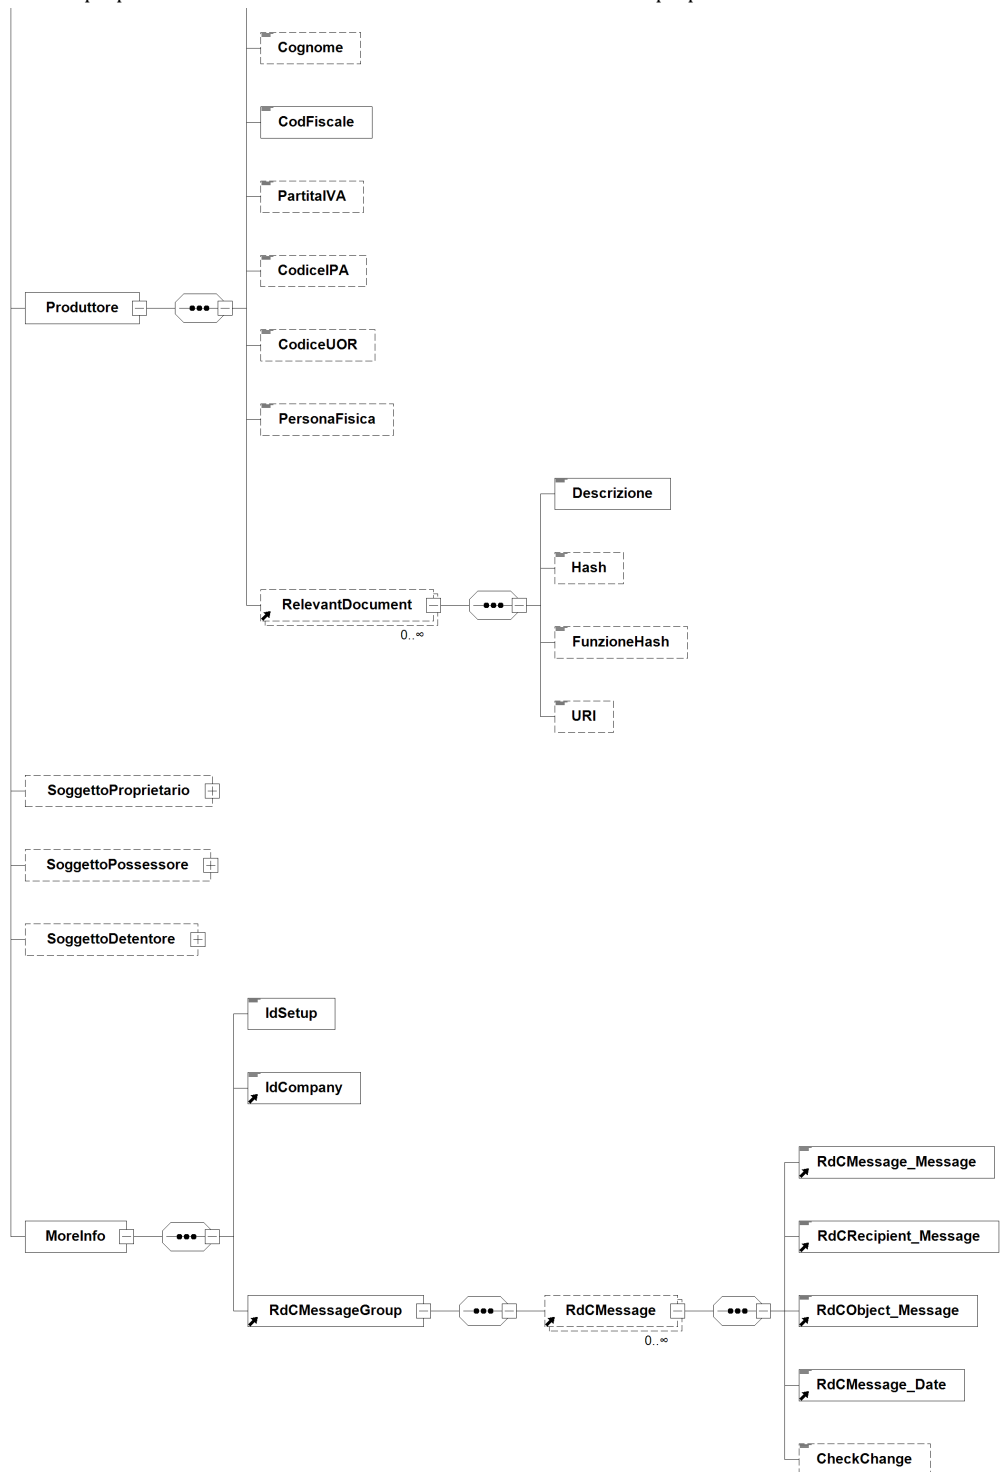 Cognome
CodFiscale
PartitaIVA
CodiceIPA
Produttore
CodiceUOR
PersonaFisica
Descrizione
Hash
RelevantDocument
0..∞
FunzioneHash
URI
SoggettoProprietario
SoggettoPossessore
SoggettoDetentore
IdSetup
IdCompany
RdCMessage_Message
MoreInfo
RdCRecipient_Message
RdCMessageGroup
RdCMessage
0..∞
RdCObject_Message
RdCMessage_Date
CheckChange